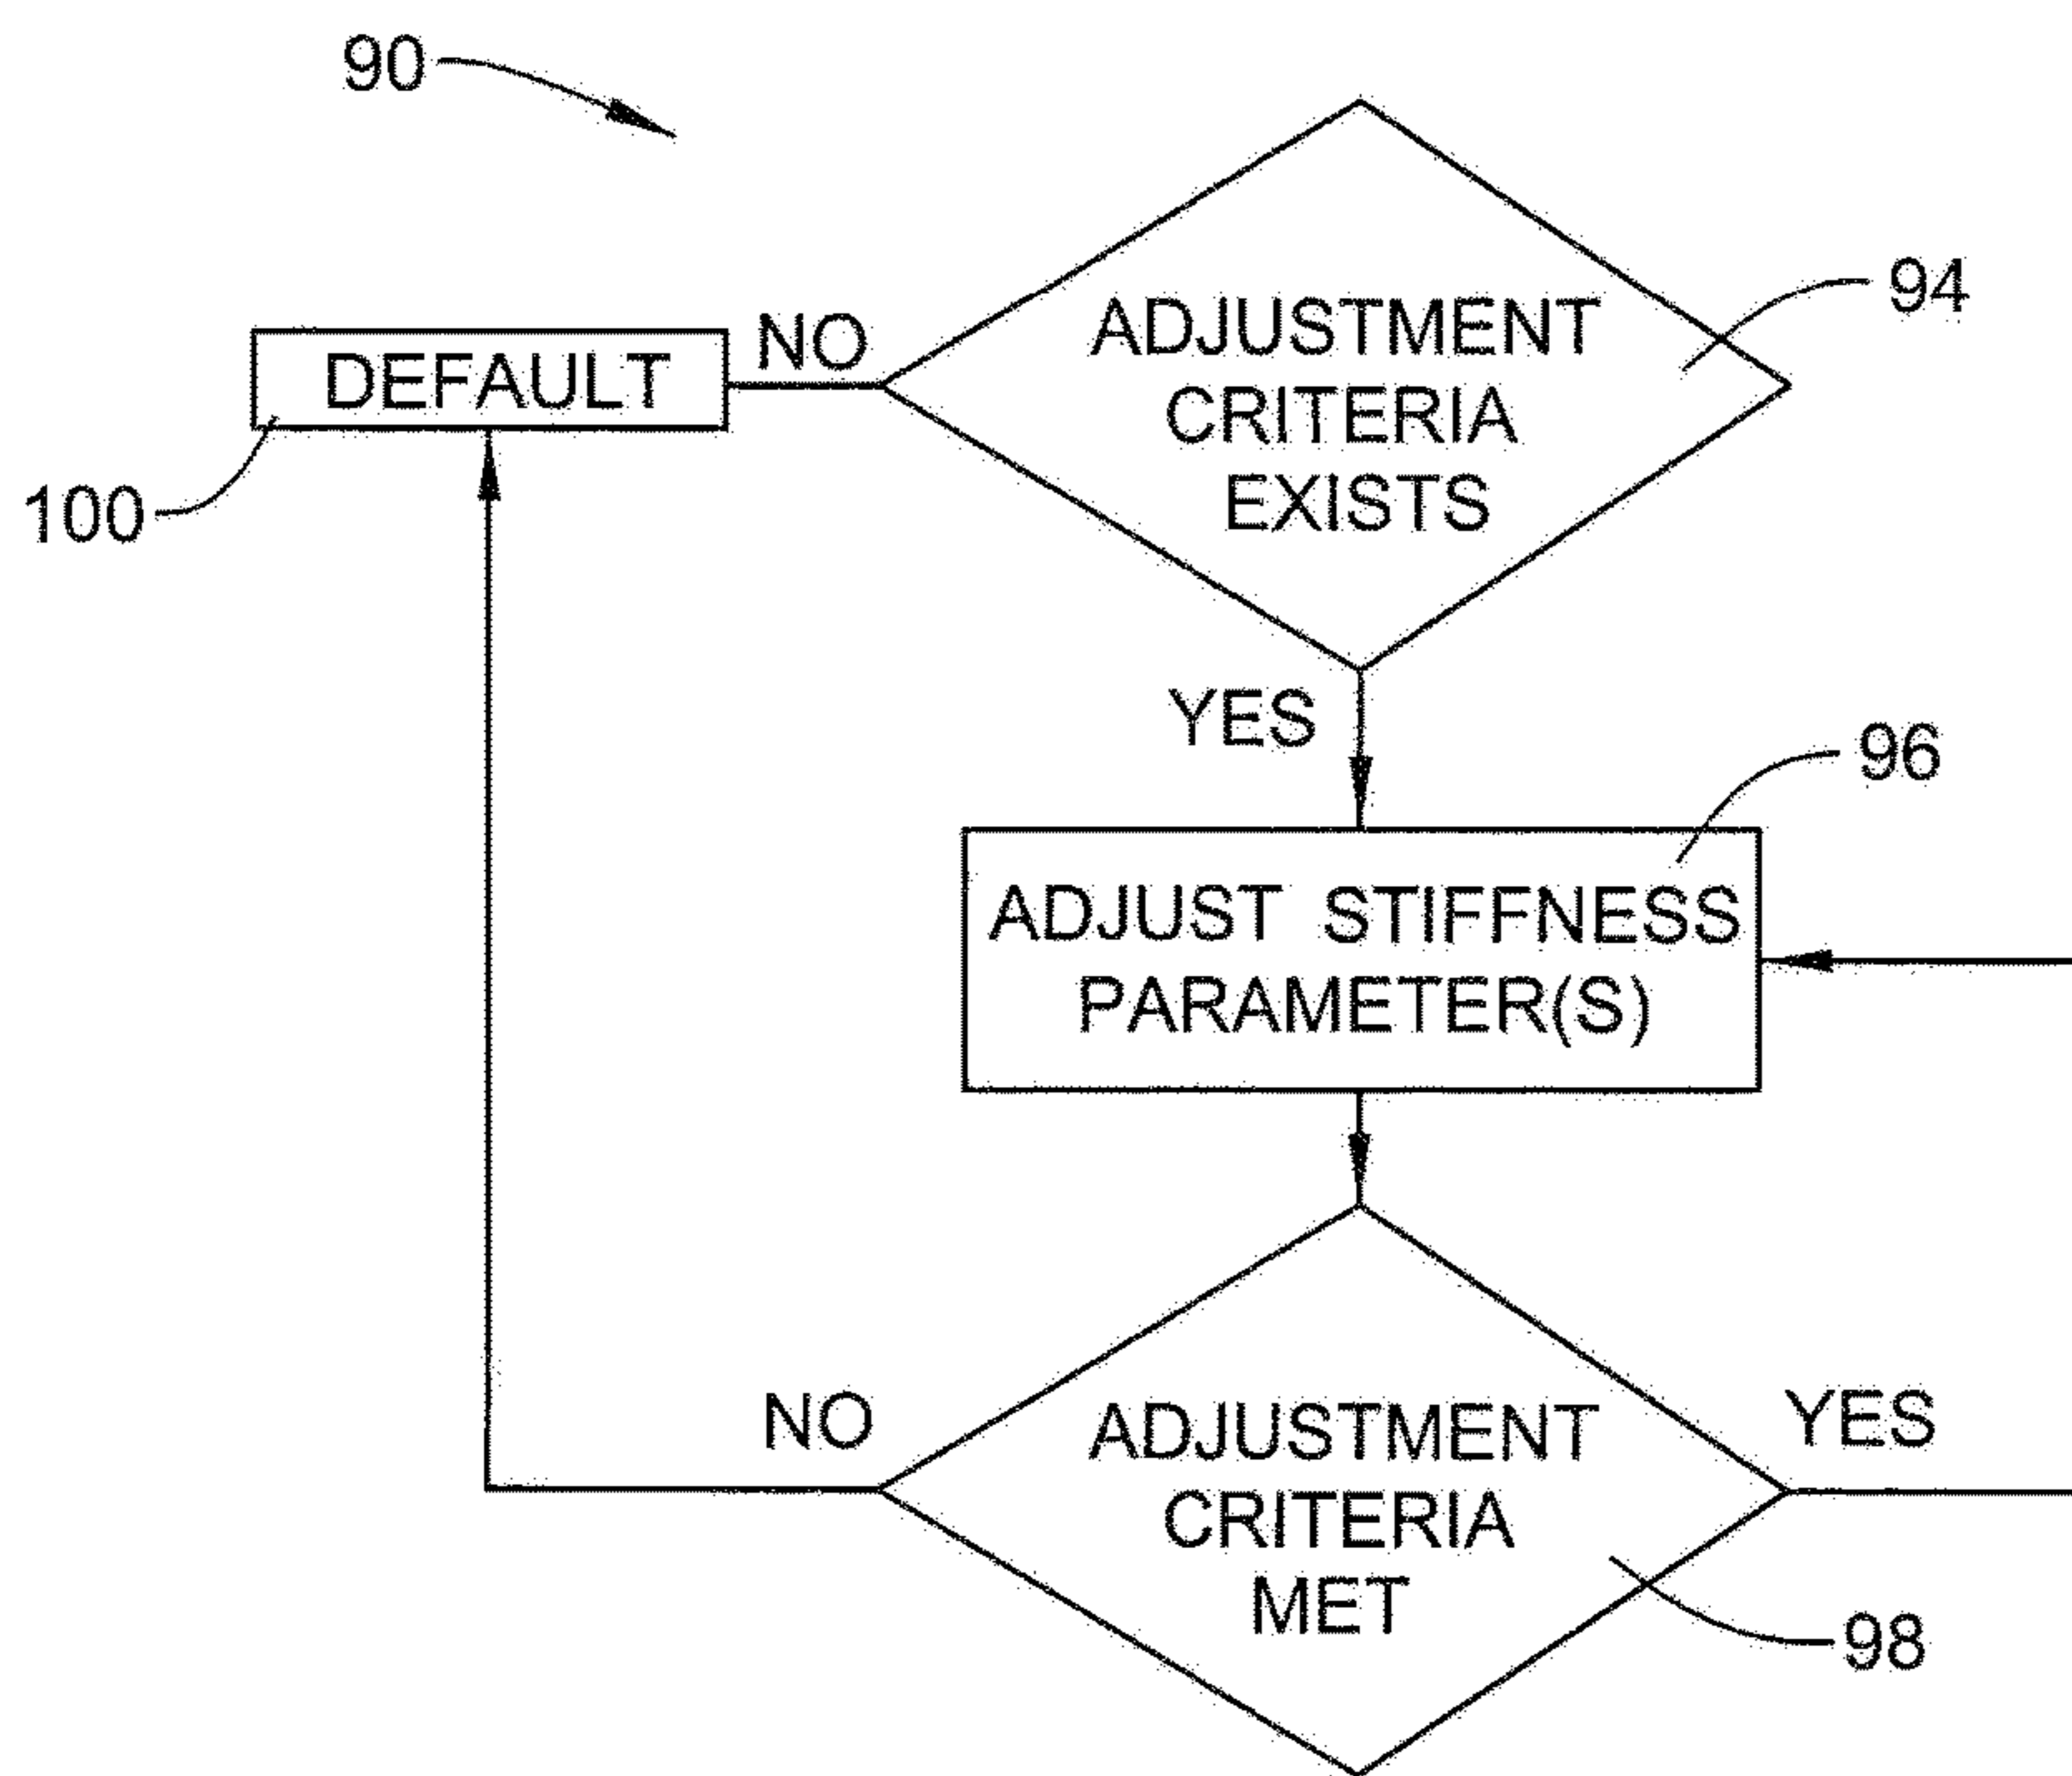 90
94
ADJUSTMENT
CRITERIA
EXISTS
NO
DEFAULT
100
YES
96
ADJUST STIFFNESS
PARAMETER(S)
NO
ADJUSTMENT
CRITERIA
MET
YES
98